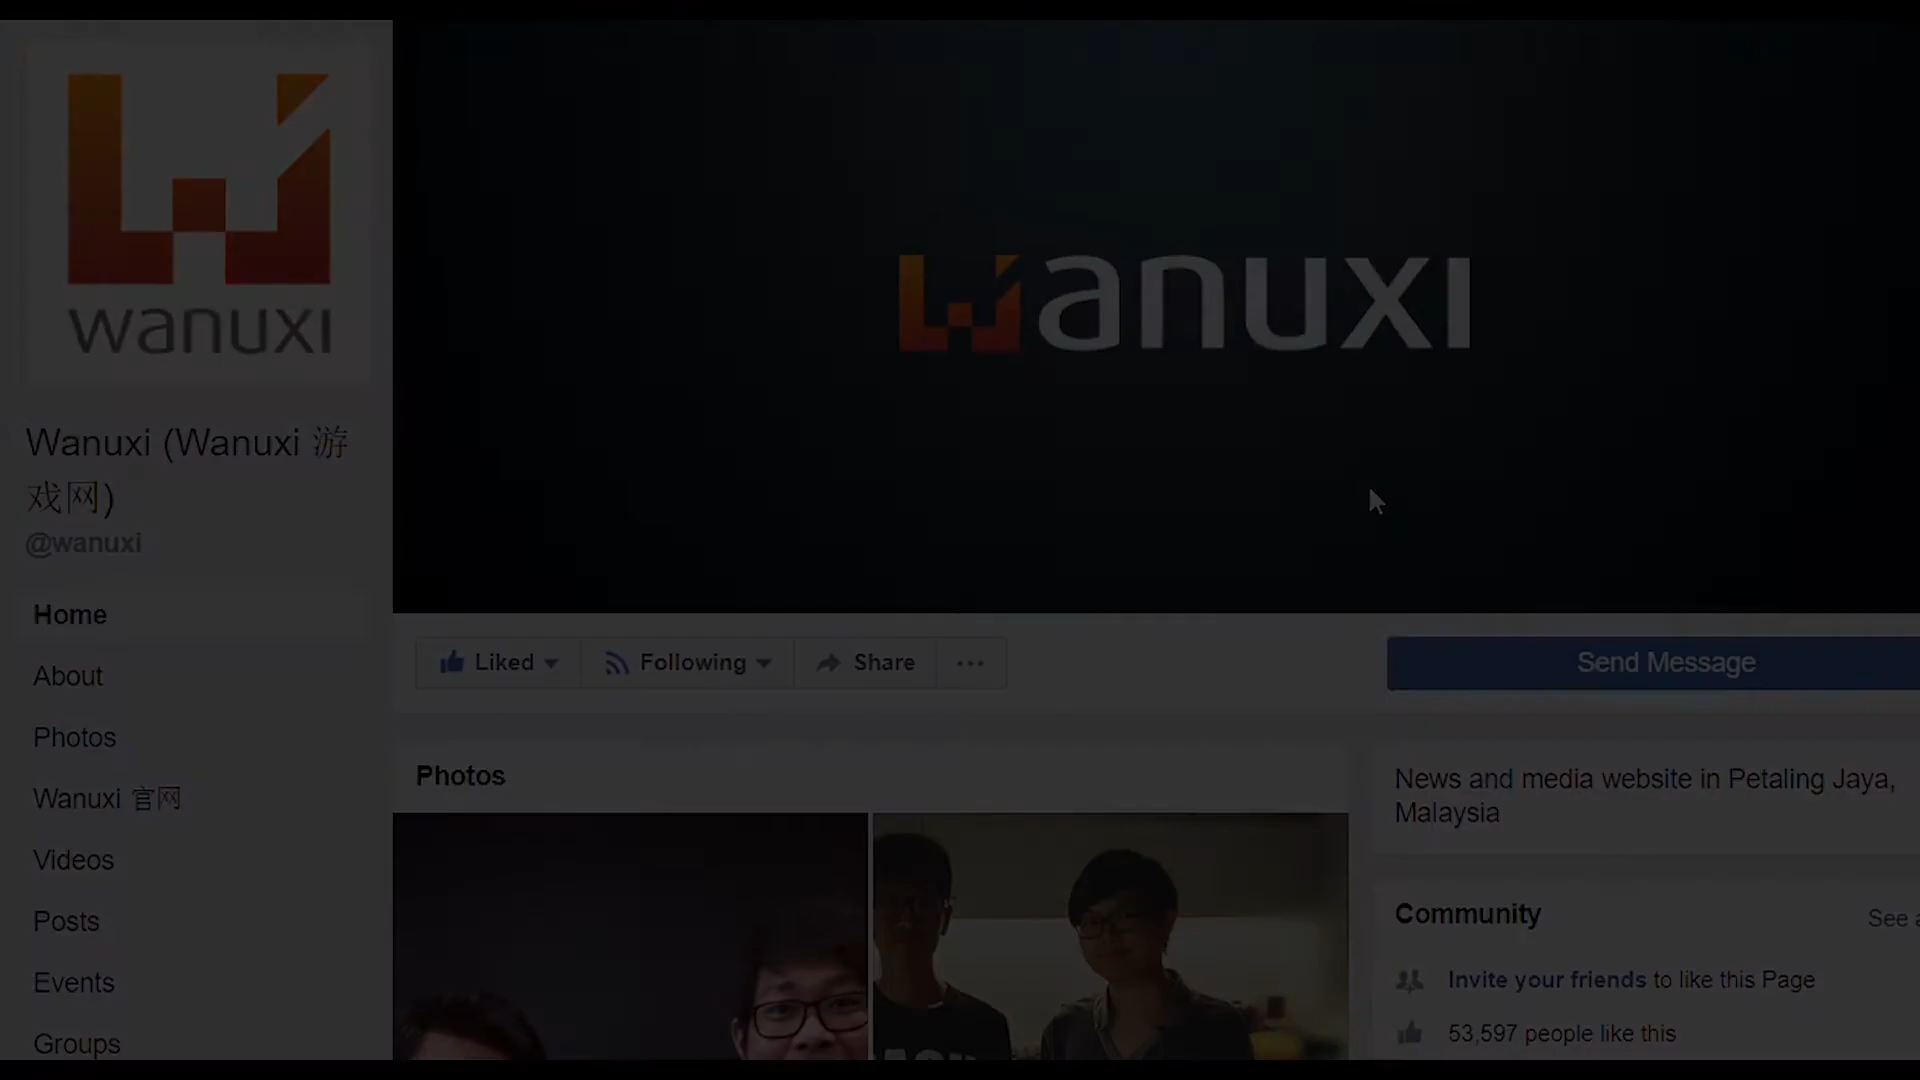 wanuxi
Wanuxi (Wanuxi 游
戏网)
@wanuxi
Home
About
Photos
Wanuxi 官网
Videos
Posts
Events
Groups
wanuxi
Liked
Following
Share
Send Message
Photos
News and media website in Petaling Jaya,
Malaysia
Community
See
Invite your friends to like this Page
53,597 people like this